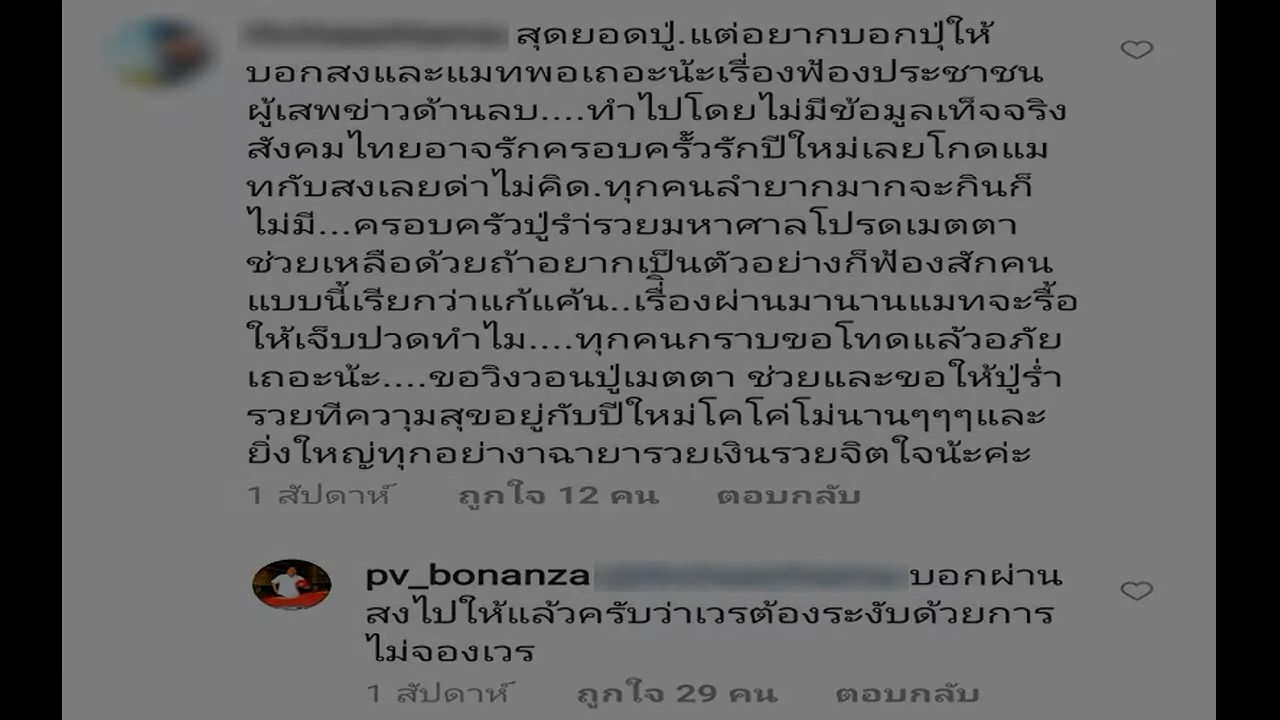 สุดยอดปู่.แต่อยากบอกปุ่ให้
บอกสงและแมทพอเถอะน้ะเรื่องฟ้องประชาชน
ผู้เสพข่าวด้านลบ....ทำไปโดยไม่มีข้อมูลเท็จจริง
สังคมไทยอาจรักครอบครั้วรักปีใหม่เลยโกดแม
ทกับสงเลยด่าไม่คิด.ทุกคนลำยากมากจะกินก็
ไม่มี...ครอบครัวปู่รำ่รวยมหาศาลโปรดเมตตา
ช่วยเหลือด้วยถ้าอยากเป็นตัวอย่างก็ฟ้องสักคน
แบบนี้เรียกว่าแก้แค้น..เรื่ิองผ่านมานานแมทจะรื้อ
ให้เจ็บปวดทำไม....ทุกคนกราบขอโทดแล้วอภัย
เถอะน้ะ....ขอวิงวอนปู่เมตตา ช่วยและขอให้ปู่ร่ำ
รวยทีควาุมสุขอยู่กับปีใหม่โคโค่โม่นานๆๆๆและ
ยิ่งใหญ่ทุกอย่างาฉายารวยเงินรวยจิตใจน้ะค่ะ
1 สัปดาห์ ถูกใจ 12 คน ตอบกลับ
pv_bonanza บอกผ่าน
สงไปให้แล้วครับว่าเวรต้องระงับด้วยการ
ไม่จองเวร
1 สัปดาห์ ถูกใจ 29 คน ตอบกลับ